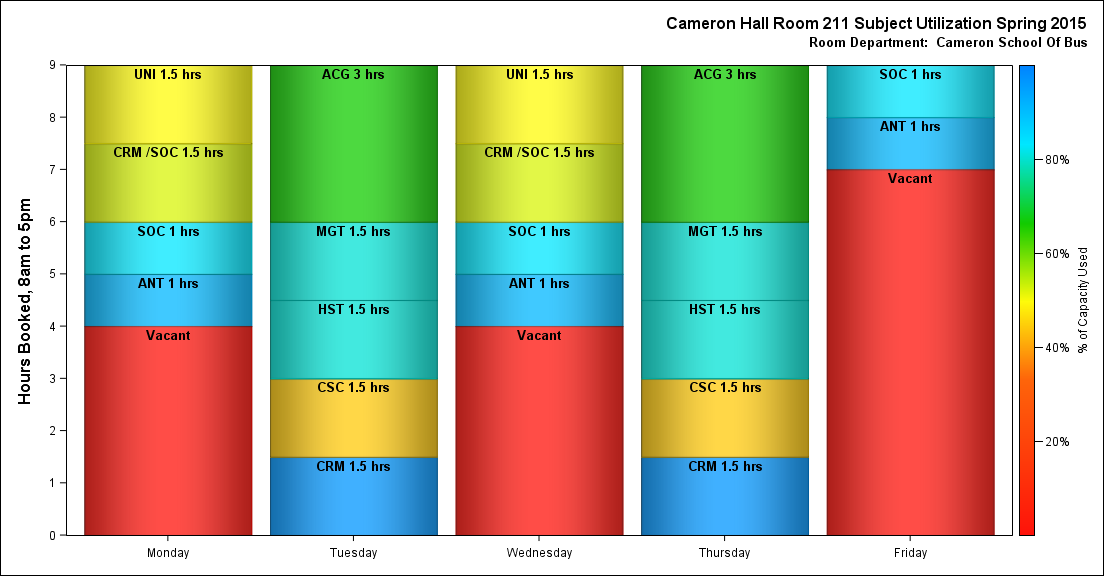 Cameron Hall Room 211 Subject Utilization Spring 2015
Room Department:  Cameron School Of Bus
Hours Booked, 8am to 5pm
9
8
7
6
5
4
3
2
1
0
UNI 1.5 hrs
CRM /SOC 1.5 hrs
SOC 1 hrs
ANT 1 hrs
Vacant
ACG 3 hrs
MGT 1.5 hrs
HST 1.5 hrs
CSC 1.5 hrs
CRM 1.5 hrs
UNI 1.5 hrs
CRM /SOC 1.5 hrs
SOC 1 hrs
ANT 1 hrs
Vacant
ACG 3 hrs
MGT 1.5 hrs
HST 1.5 hrs
CSC 1.5 hrs
CRM 1.5 hrs
SOC 1 hrs
ANT 1 hrs
Vacant
Monday
Tuesday
Wednesday
Thursday
Friday
80%
60%
40%
20%
% of Capacity Used